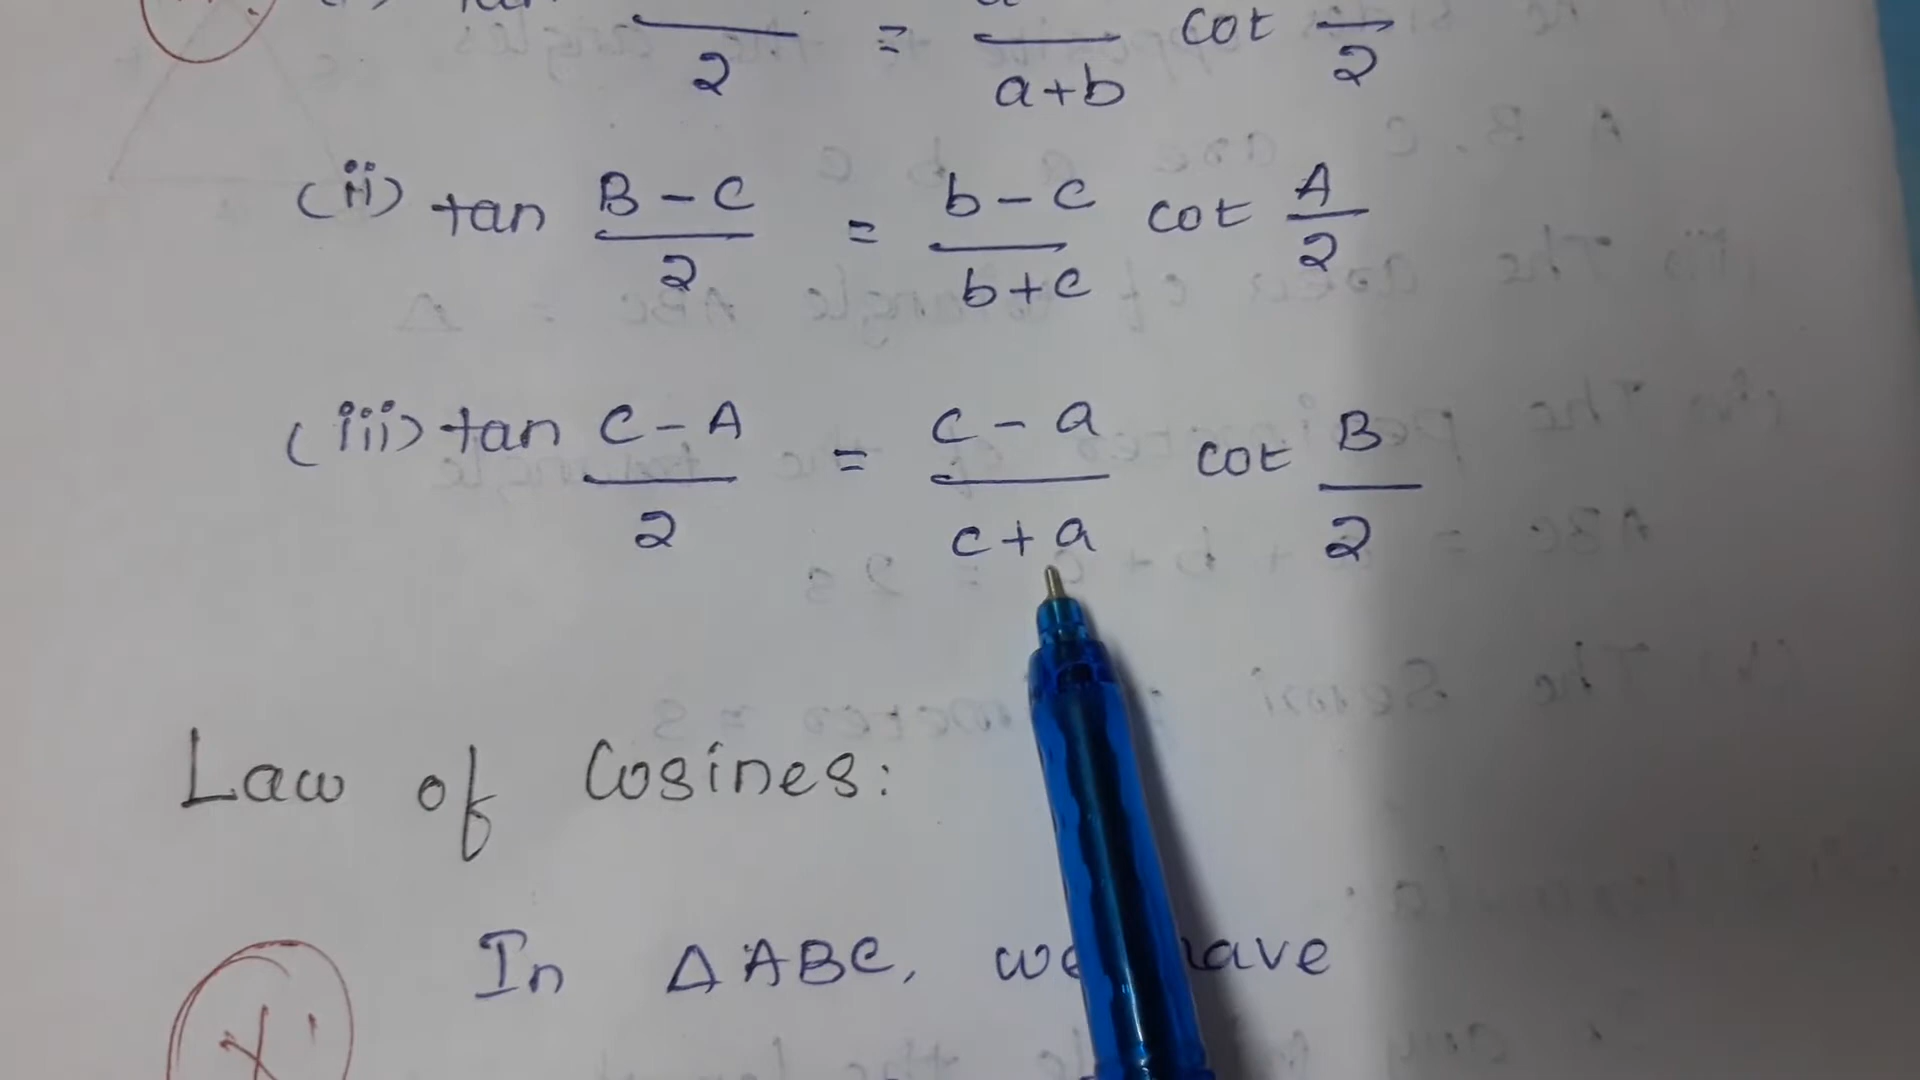 2 = a+b cot 2
(ii) tan B-C/2 = b-c/b+c cot A/2
(iii) tan C-A/2 = c-a/c+a cot B/2
Law of Cosines:
In △ABC, we have